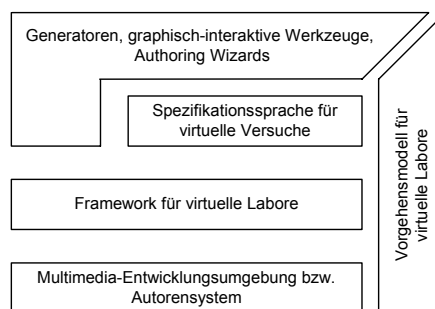 Generatoren, graphisch-interaktive Werkzeuge,
Authoring Wizards
Spezifikationssprache für
virtuelle Versuche
Framework für virtuelle Labore
Multimedia-Entwicklungsumgebung bzw.
Autorensystem
Vorgehensmodell für
virtuelle Labore